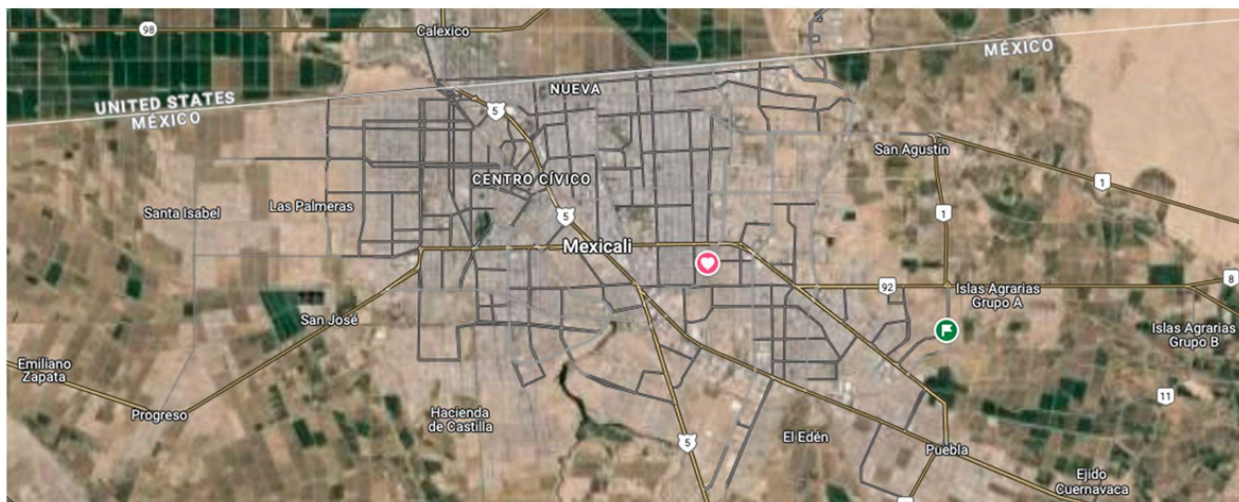 98
Calexico
MÉXICO
UNITED STATES
MÉXICO
NUEVA
5
San Agustín
CENTRO CÍVICO
1
Santa Isabel
Las Palmeras
1
5
Mexicali
8
92
Islas Agrarias
Grupo A
San José
Islas Agrarias
Grupo B
Emiliano
Zapata
11
Progreso
Hacienda
de Castilla
5
El Edén
Puebla
Ejido
Cuernavaca